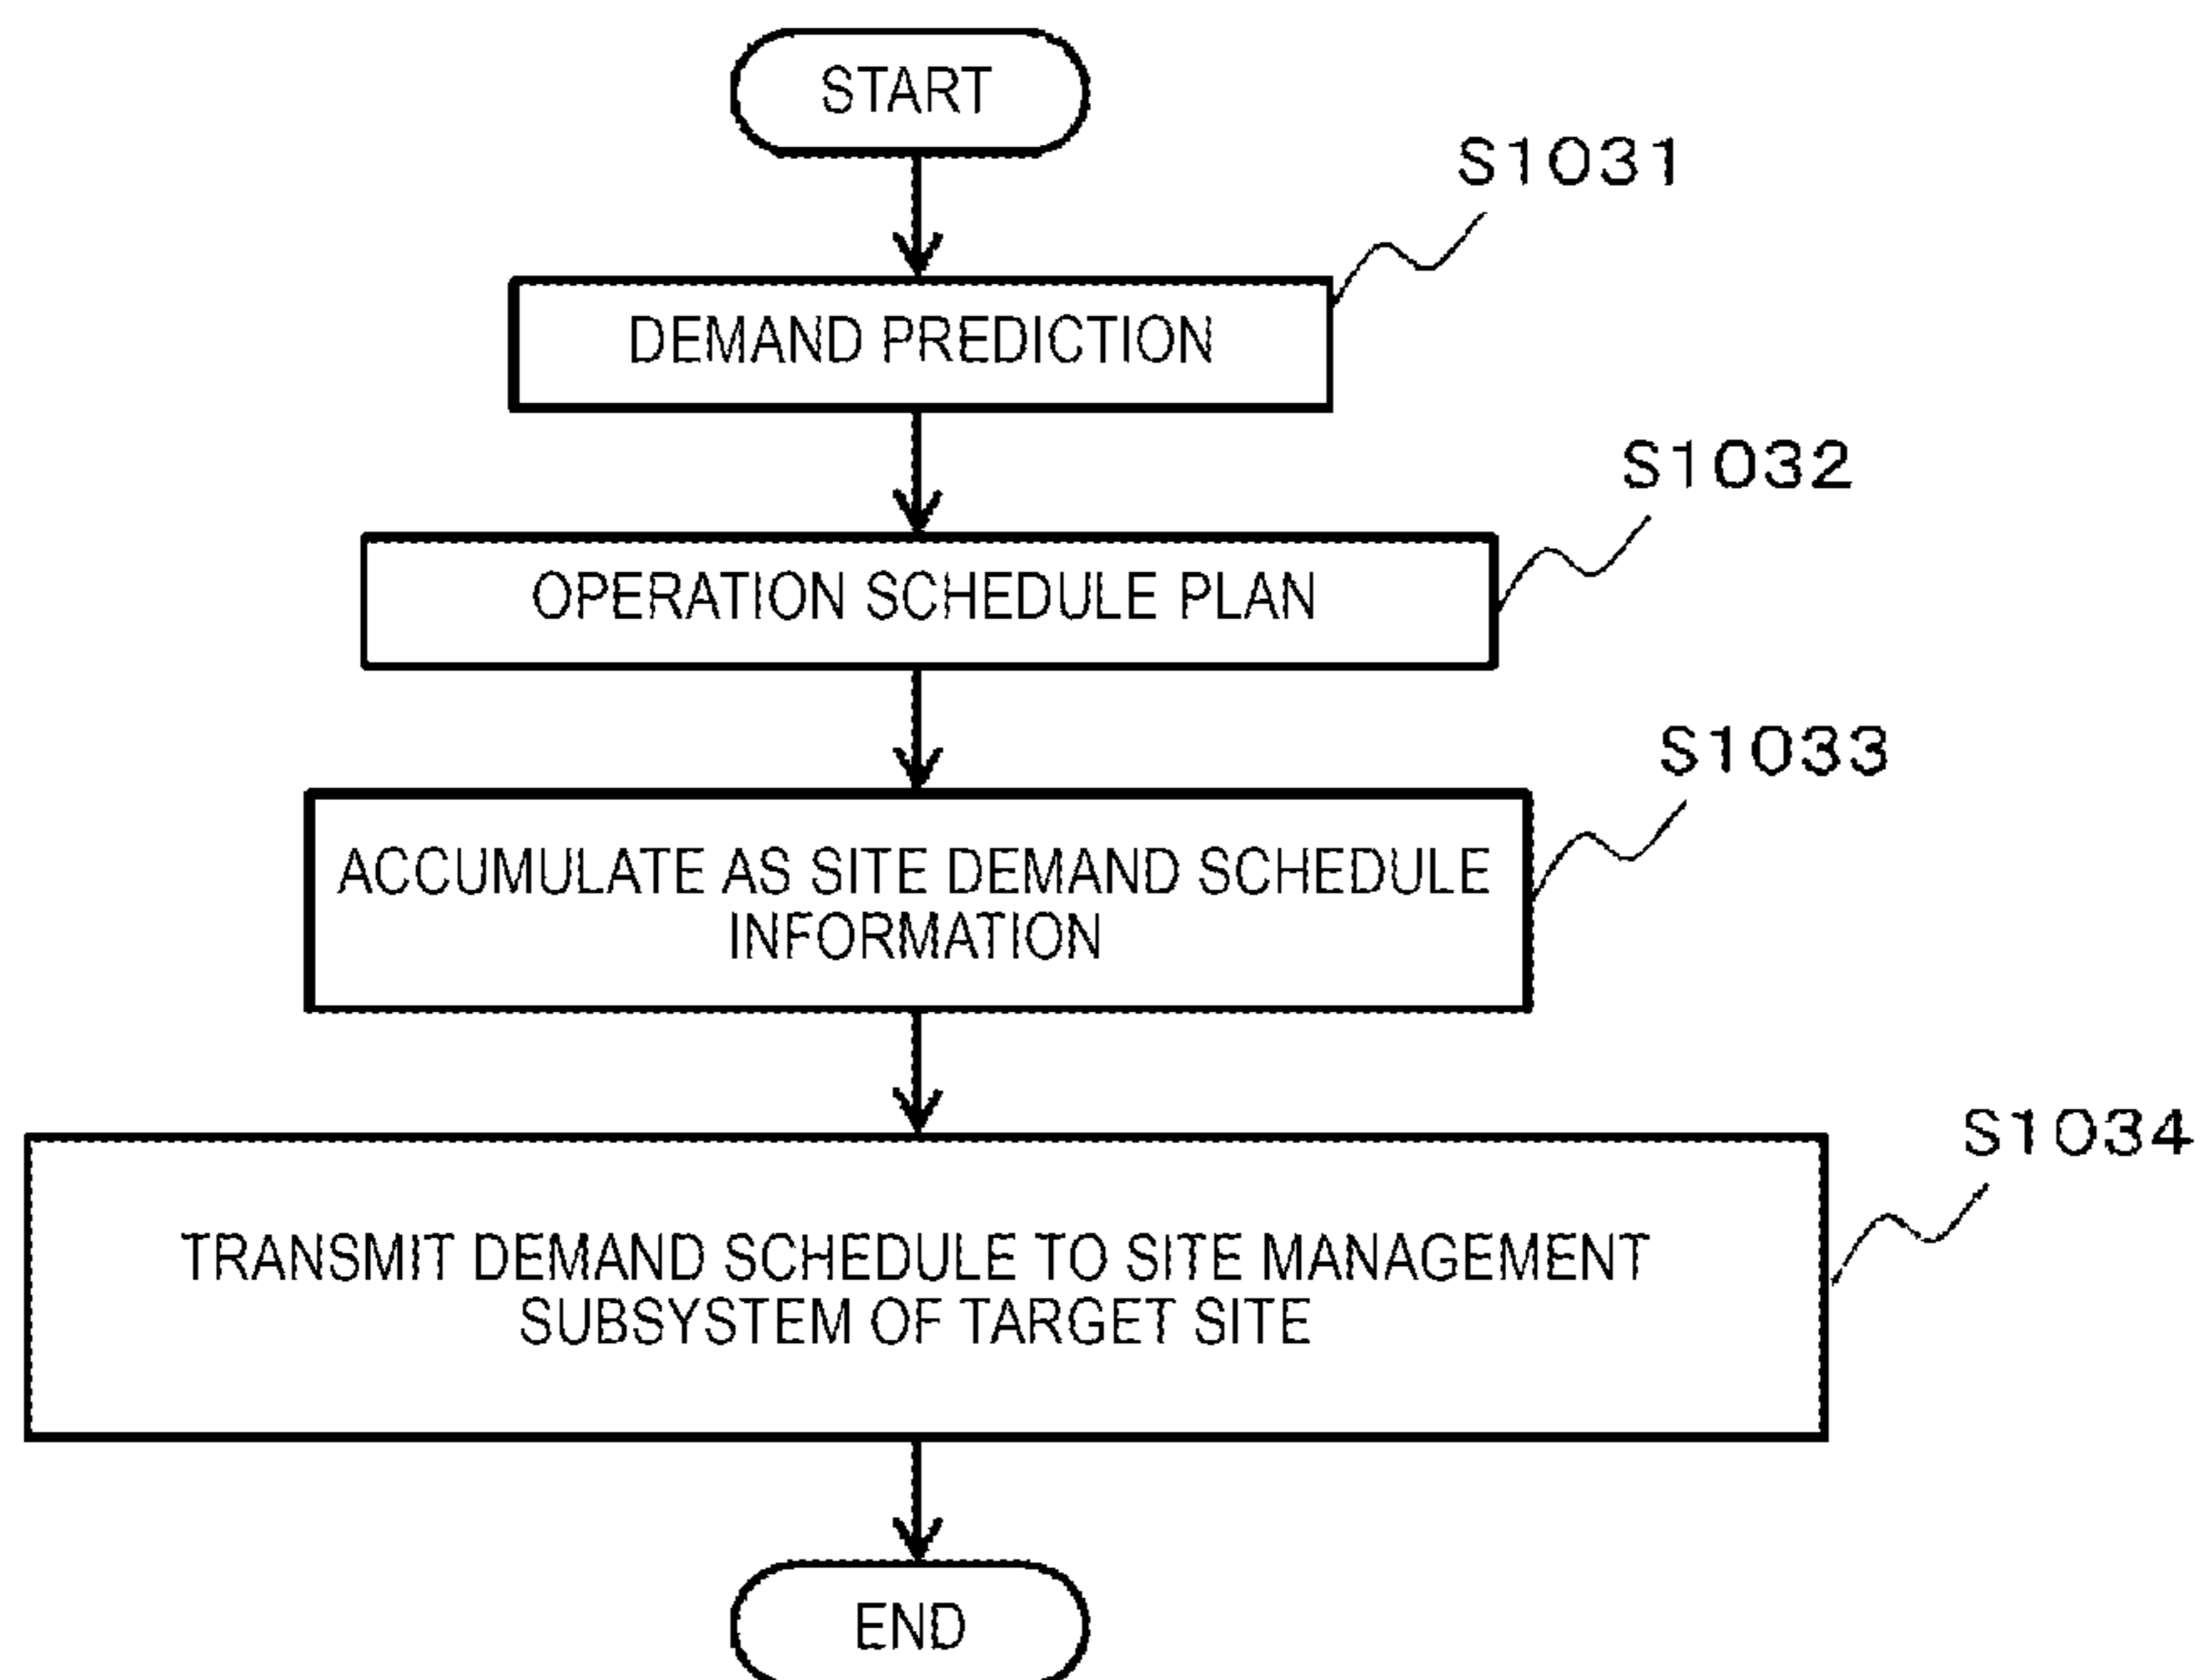 START
S1031
DEMAND PREDICTION
S1032
OPERATION SCHEDULE PLAN
S1033
ACCUMULATE AS SITE DEMAND SCHEDULE
INFORMATION
S1034
TRANSMIT DEMAND SCHEDULE TO SITE MANAGEMENT
SUBSYSTEM OF TARGET SITE
END